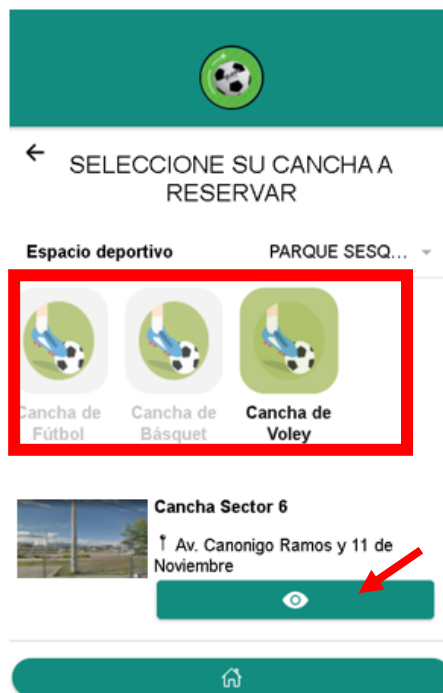 SELECCIONE SU CANCHA A
RESERVAR
Espacio deportivo PARQUE SESQ...
Cancha de Fútbol
Cancha de Básquet
Cancha de Voley
Cancha Sector 6
Av. Canonigo Ramos y 11 de
Noviembre